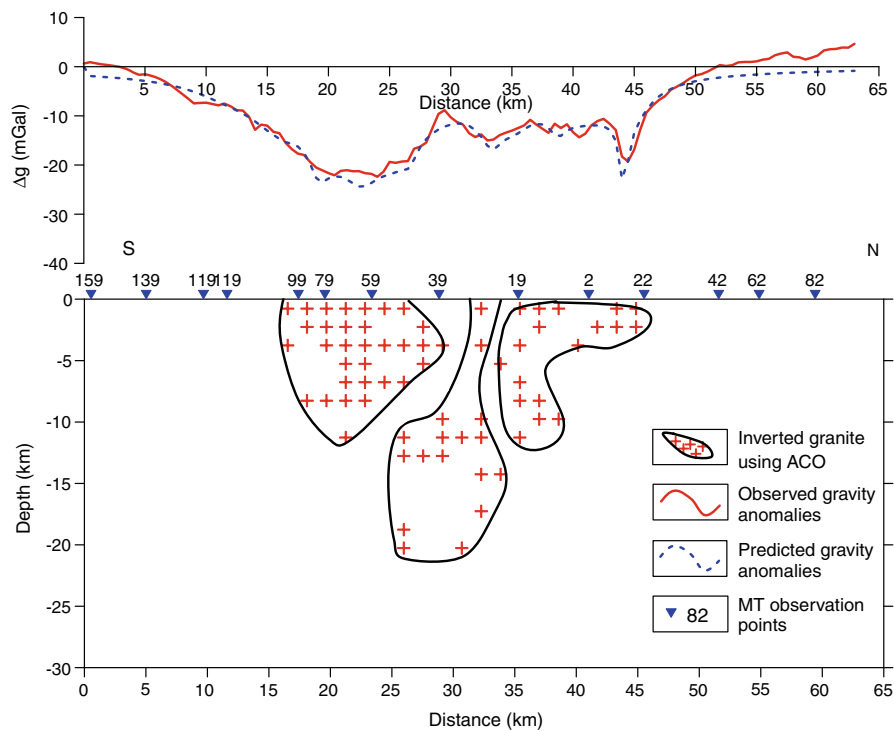 10
0
-10
-20
-30
-40
Δg (mGal)
5 10 15 20 25 30 35 40 45 50 55 60 65
Distance (km)
S N
159 139 119 119 99 79 59 39 19 2 22 42 62 82
0
-5
-10
-15
-20
-25
-30
Depth (km)
Inverted granite
using ACO
Observed gravity
anomalies
Predicted gravity
anomalies
82 MT observation
points
0 5 10 15 20 25 30 35 40 45 50 55 60 65
Distance (km)